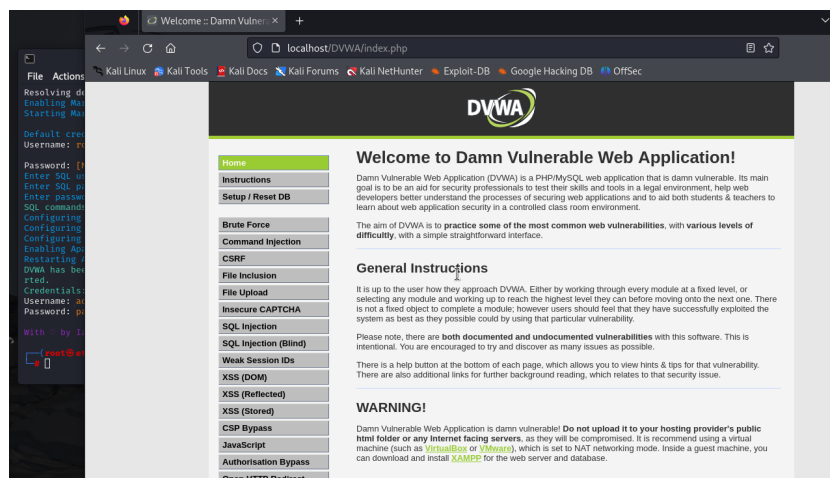 Welcome :: Damn Vulnera
localhost/DVWA/index.php
Kali Linux Kali Tools Kali Docs Kali Forums Kali NetHunter Exploit-DB Google Hacking DB OffSec
File Actions
Resolving
Enabling
Starting
Default
Username:
Password:
Enter SQL
Enter SQL
Enter
SQL commands
Configuring
Configuring
Configuring
Enabling
Restarting
DVWA has
rted.
Credentials:
Username:
Password:
With ♡ by
DVWA
Home
Instructions
Setup / Reset DB
Brute Force
Command Injection
CSRF
File Inclusion
File Upload
Insecure CAPTCHA
SQL Injection
SQL Injection (Blind)
Weak Session IDs
XSS (DOM)
XSS (Reflected)
XSS (Stored)
CSP Bypass
JavaScript
Authorisation Bypass
Open HTTP Redirect
Welcome to Damn Vulnerable Web Application!
Damn Vulnerable Web Application (DVWA) is a PHP/MySQL web application that is damn vulnerable. Its main
goal is to be an aid for security professionals to test their skills and tools in a legal environment, help web
developers better understand the processes of securing web applications and to aid both students & teachers to
learn about web application security in a controlled class room environment.
The aim of DVWA is to practice some of the most common web vulnerabilities, with various levels of
difficultly, with a simple straightforward interface.
General Instructions
It is up to the user how they approach DVWA. Either by working through every module at a fixed level, or
selecting any module and working up to reach the highest level they can before moving onto the next one. There
is not a fixed object to complete a module; however users should feel that they have successfully exploited the
system as best as they possible could by using that particular vulnerability.
Please note, there are both documented and undocumented vulnerabilities with this software. This is
intentional. You are encouraged to try and discover as many issues as possible.
There is a help button at the bottom of each page, which allows you to view hints & tips for that vulnerability.
There are also additional links for further background reading, which relates to that security issue.
WARNING!
Damn Vulnerable Web Application is damn vulnerable! Do not upload it to your hosting provider's public
html folder or any Internet facing servers, as they will be compromised. It is recommend using a virtual
machine (such as VirtualBox or VMware), which is set to NAT networking mode. Inside a guest machine, you
can download and install XAMPP for the web server and database.